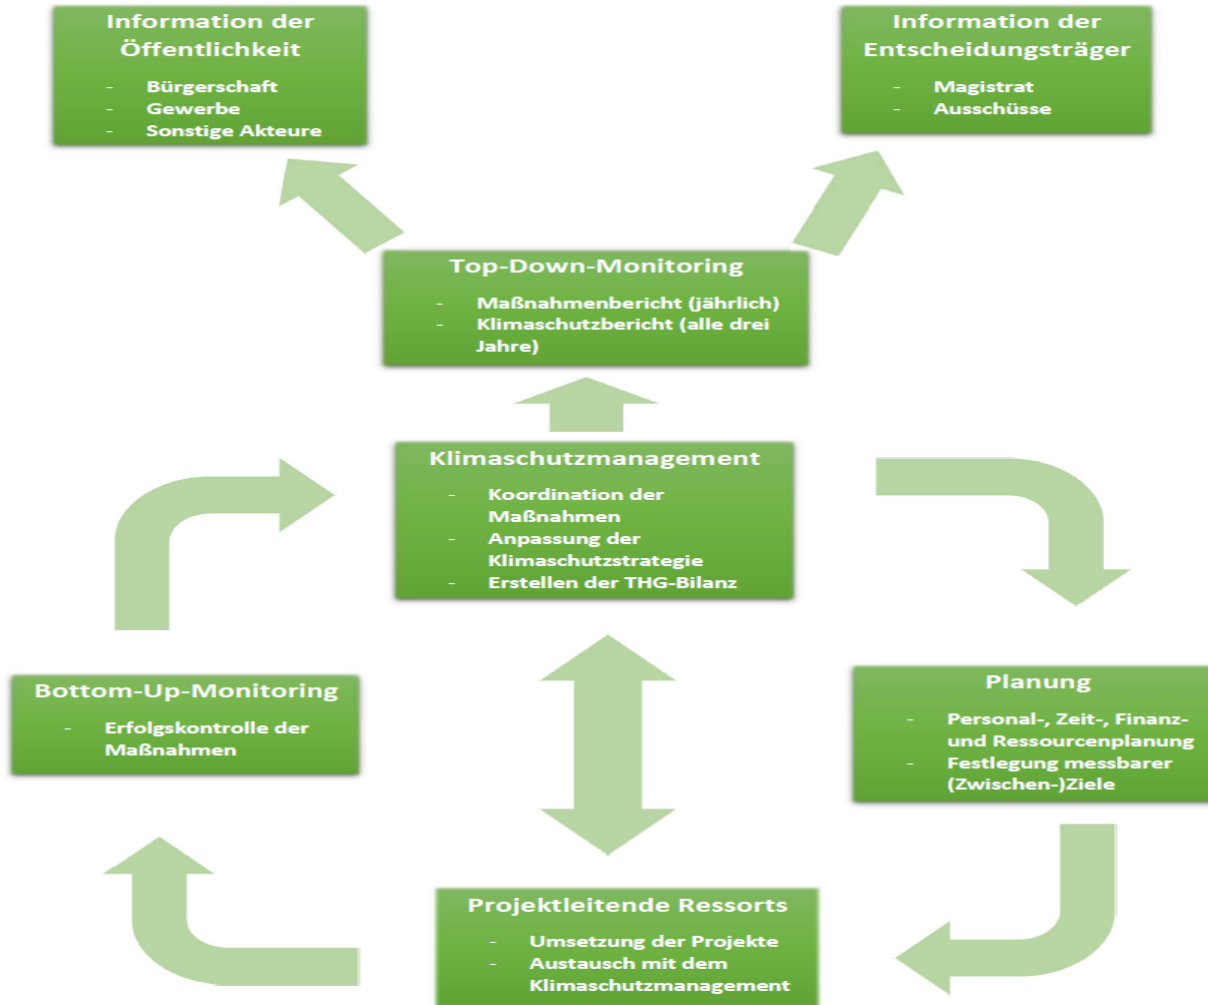 Information der
Öffentlichkeit
- Bürgerschaft
- Gewerbe
- Sonstige Akteure
Information der
Entscheidungsträger
- Magistrat
- Ausschüsse
Top-Down-Monitoring
- Maßnahmenbericht (jährlich)
- Klimaschutzbericht (alle drei
Jahre)
Klimaschutzmanagement
- Koordination der
Maßnahmen
- Anpassung der
Klimaschutzstrategie
- Erstellen der THG-Bilanz
Bottom-Up-Monitoring
- Erfolgskontrolle der
Maßnahmen
Planung
- Personal-, Zeit-, Finanz-
und Ressourcenplanung
- Festlegung messbarer
(Zwischen-)Ziele
Projektleitende Ressorts
- Umsetzung der Projekte
- Austausch mit dem
Klimaschutzmanagement